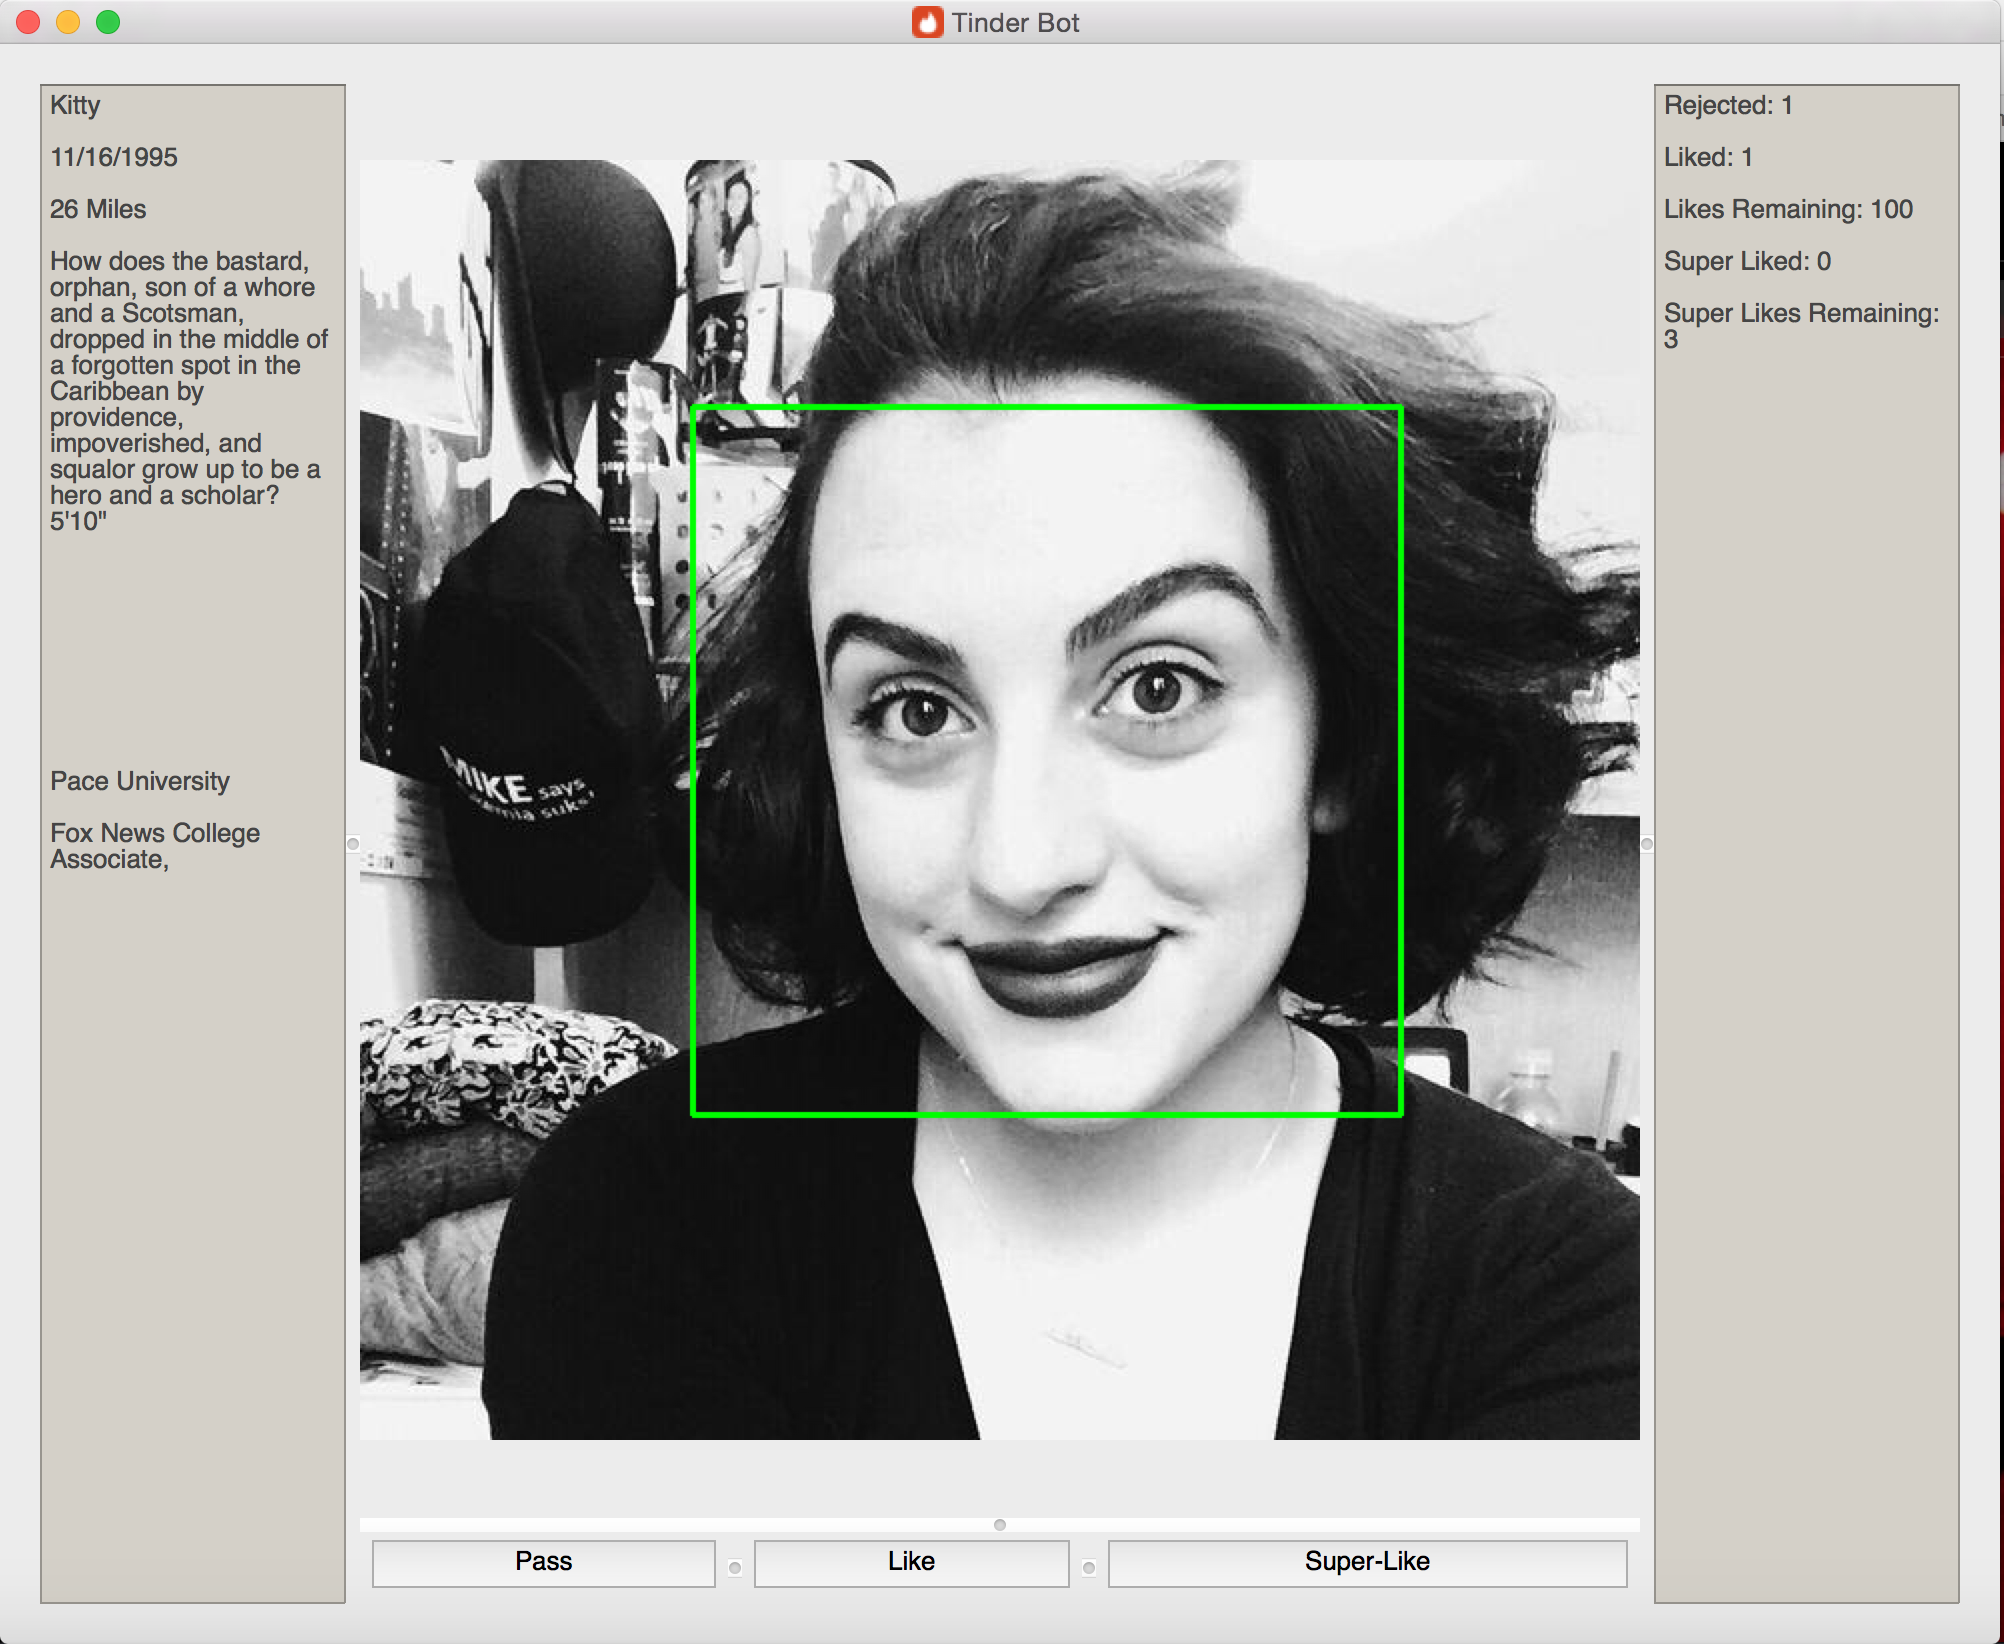 Tinder Bot
Kitty
11/16/1995
26 Miles
How does the bastard,
orphan, son of a whore
and a Scotsman,
dropped in the middle of
a forgotten spot in the
Caribbean by
providence,
impoverished, and
squalor grow up to be a
hero and a scholar?
5'10"
Pace University
Fox News College
Associate,
MIKE says,
Rejected: 1
Liked: 1
Likes Remaining: 100
Super Liked: 0
Super Likes Remaining:
3
Pass
Like
Super-Like